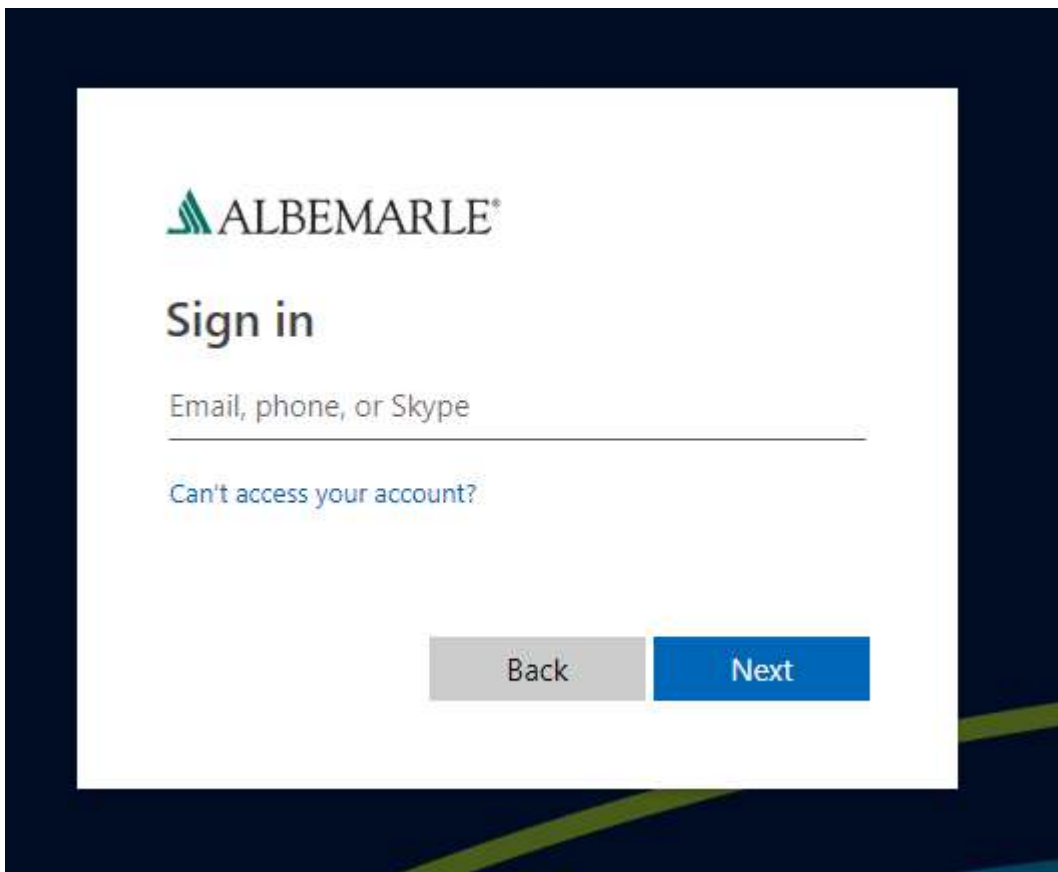 ALBEMARLE®
Sign in
Email, phone, or Skype
Can't access your account?
Back Next